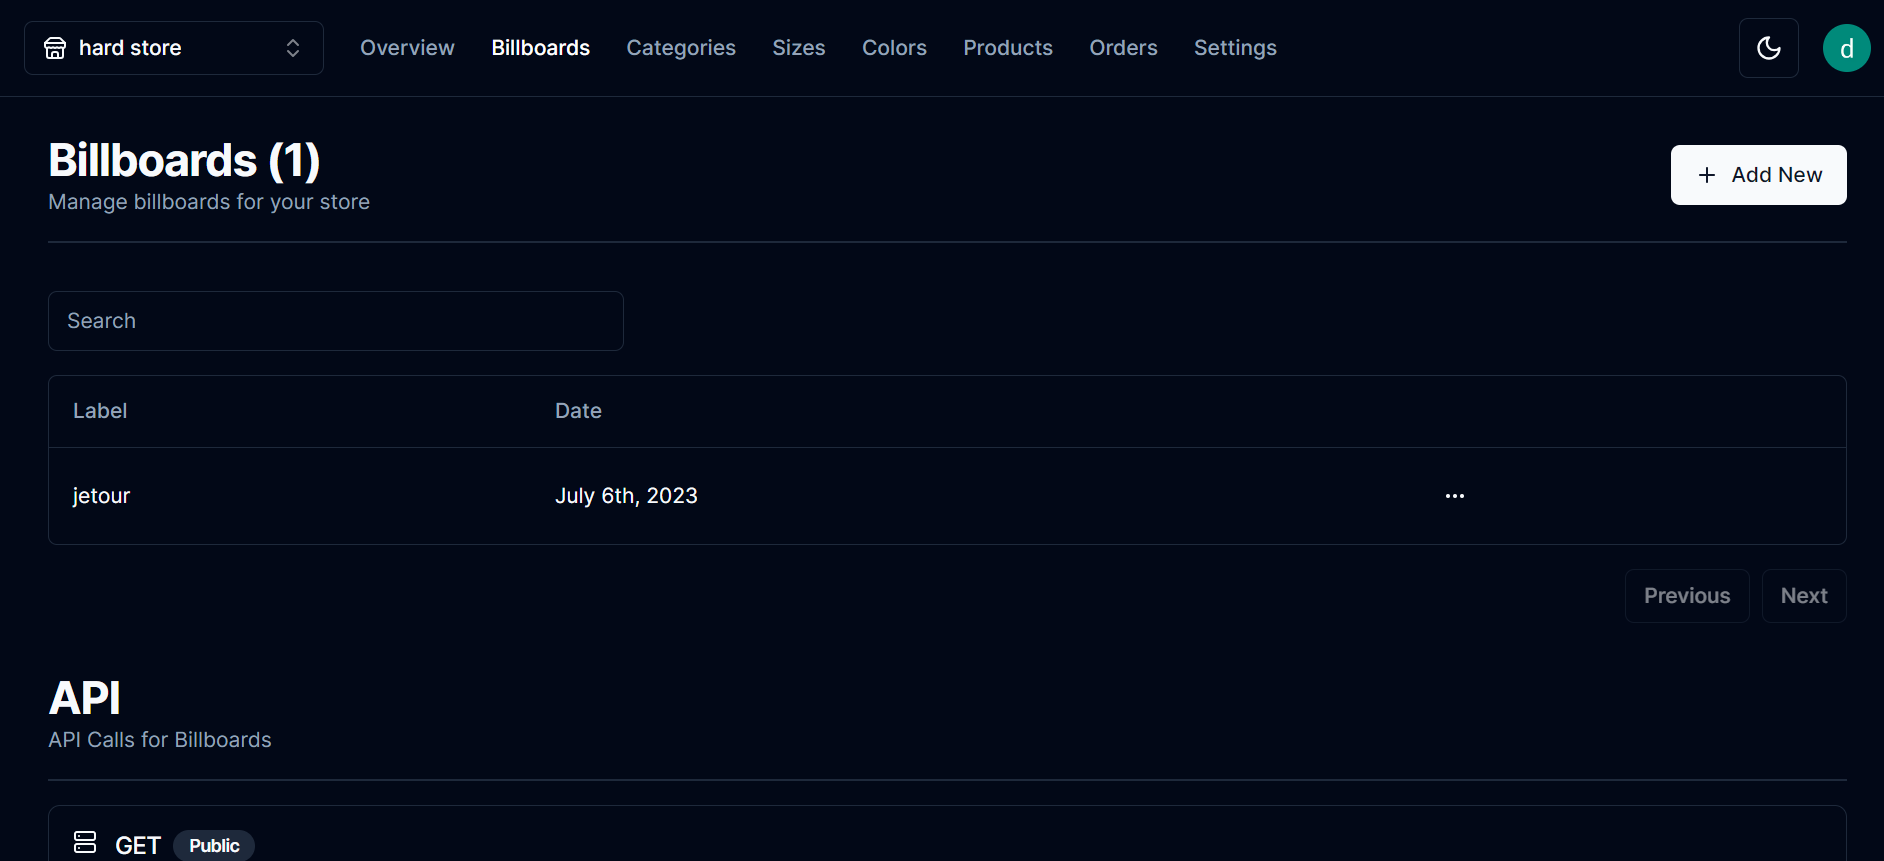 hard store
Overview
Billboards
Categories
Sizes
Colors
Products
Orders
Settings
d
Billboards (1)
Manage billboards for your store
+ Add New
Search
Label
Date
jetour
July 6th, 2023
...
Previous
Next
API
API Calls for Billboards
GET
Public